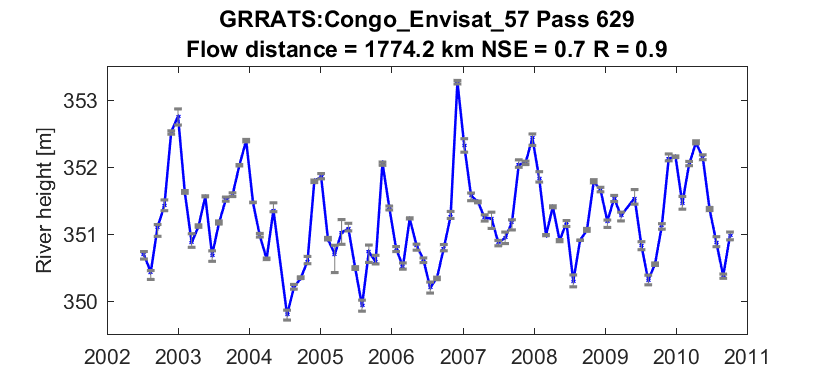 GRRATS:Congo_Envisat_57 Pass 629
Flow distance = 1774.2 km NSE = 0.7 R = 0.9
353
352
351
350
River height [m]
2002 2003 2004 2005 2006 2007 2008 2009 2010 2011